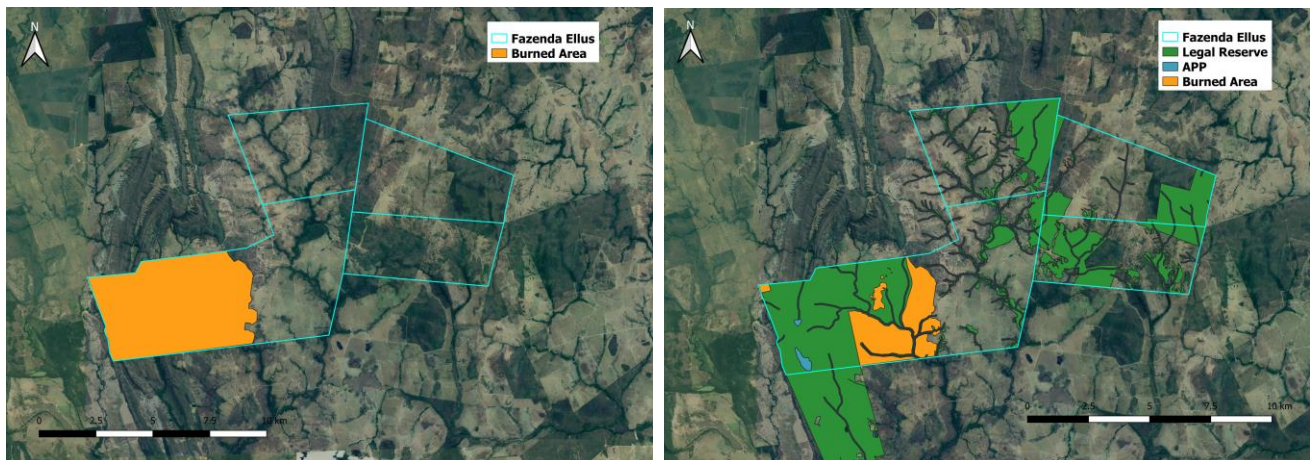 N
Fazenda Ellus
Burned Area
0 2.5 5 7.5 10 km
N
Fazenda Ellus
Legal Reserve
APP
Burned Area
0 2.5 5 7.5 10 km